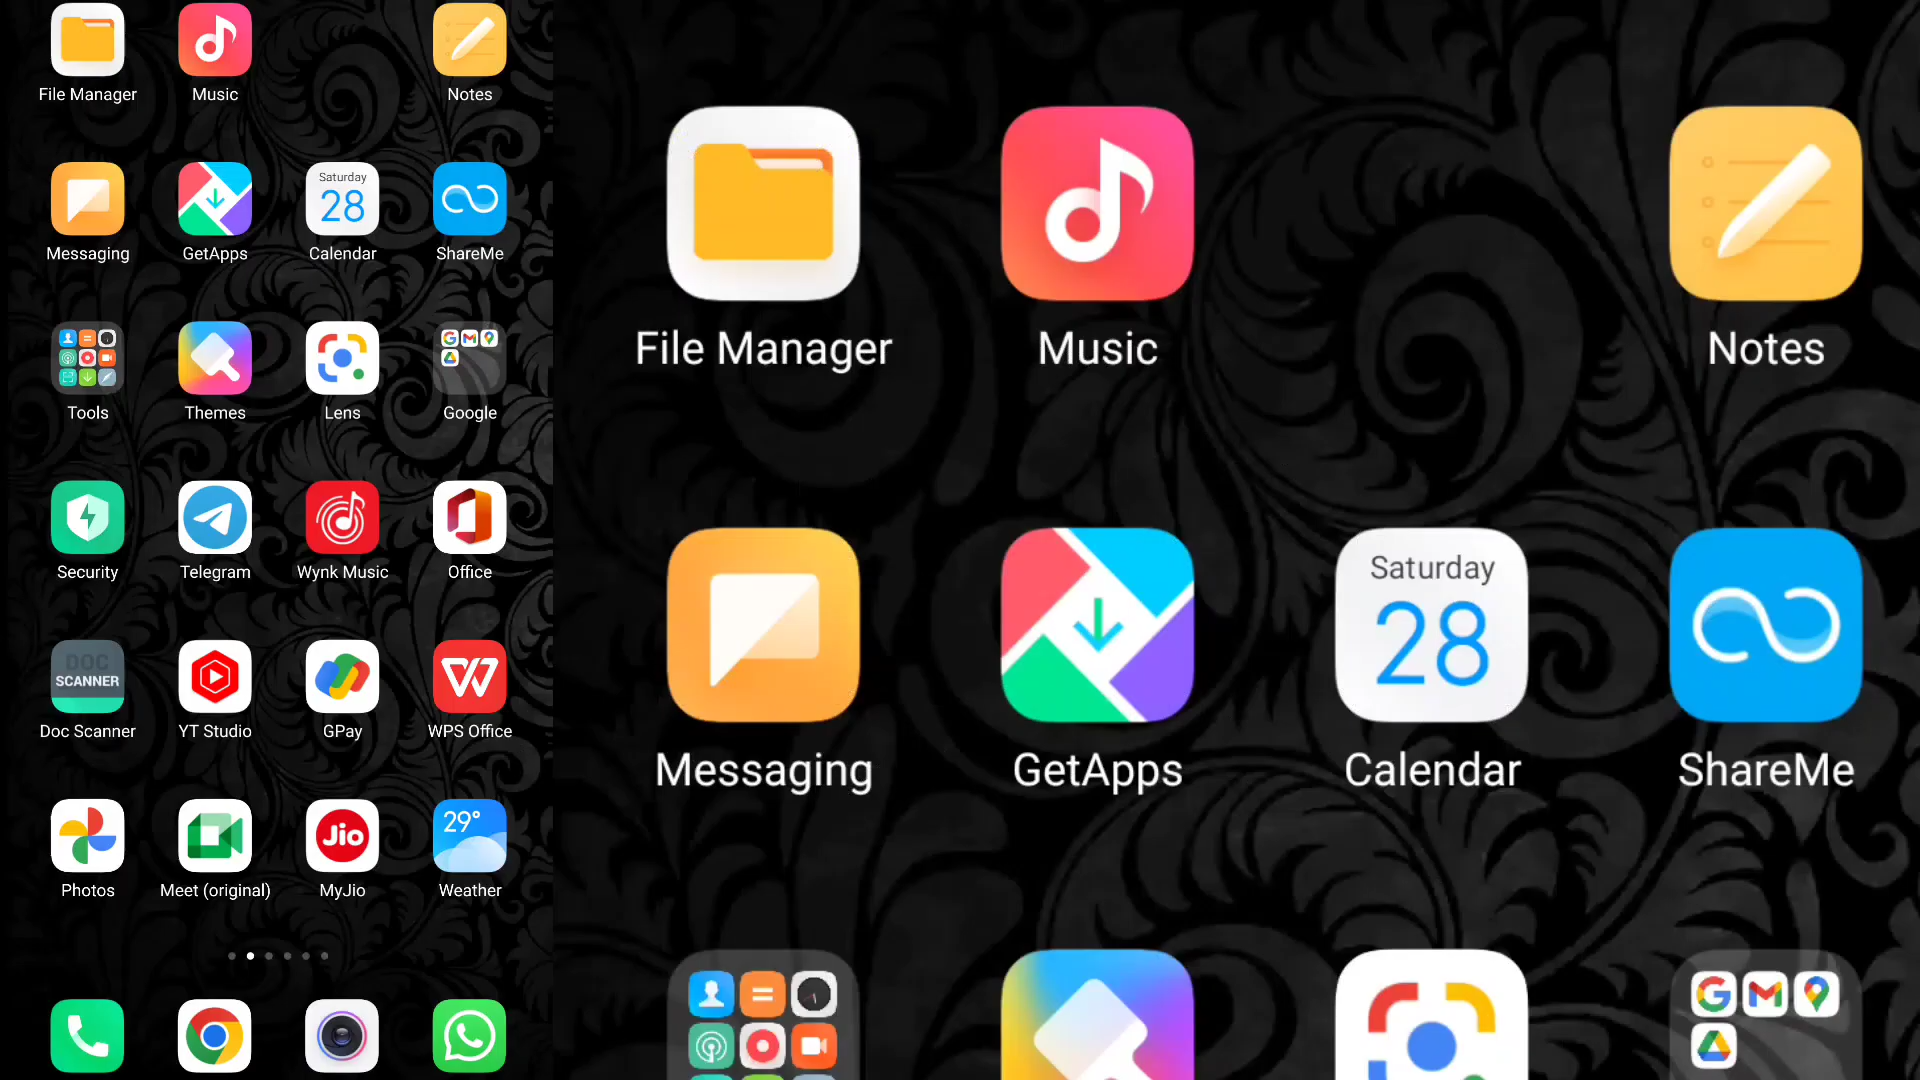 File Manager
Music
Notes
Saturday
28
Messaging
GetApps
Calendar
ShareMe
Tools
Themes
Lens
Google
Security
Telegram
Wynk Music
Office
DOC
SCANNER
Doc Scanner
YT Studio
GPay
WPS Office
Jio
29°
Photos
Meet (original)
MyJio
Weather
File Manager
Music
Notes
Saturday
28
Messaging
GetApps
Calendar
ShareMe